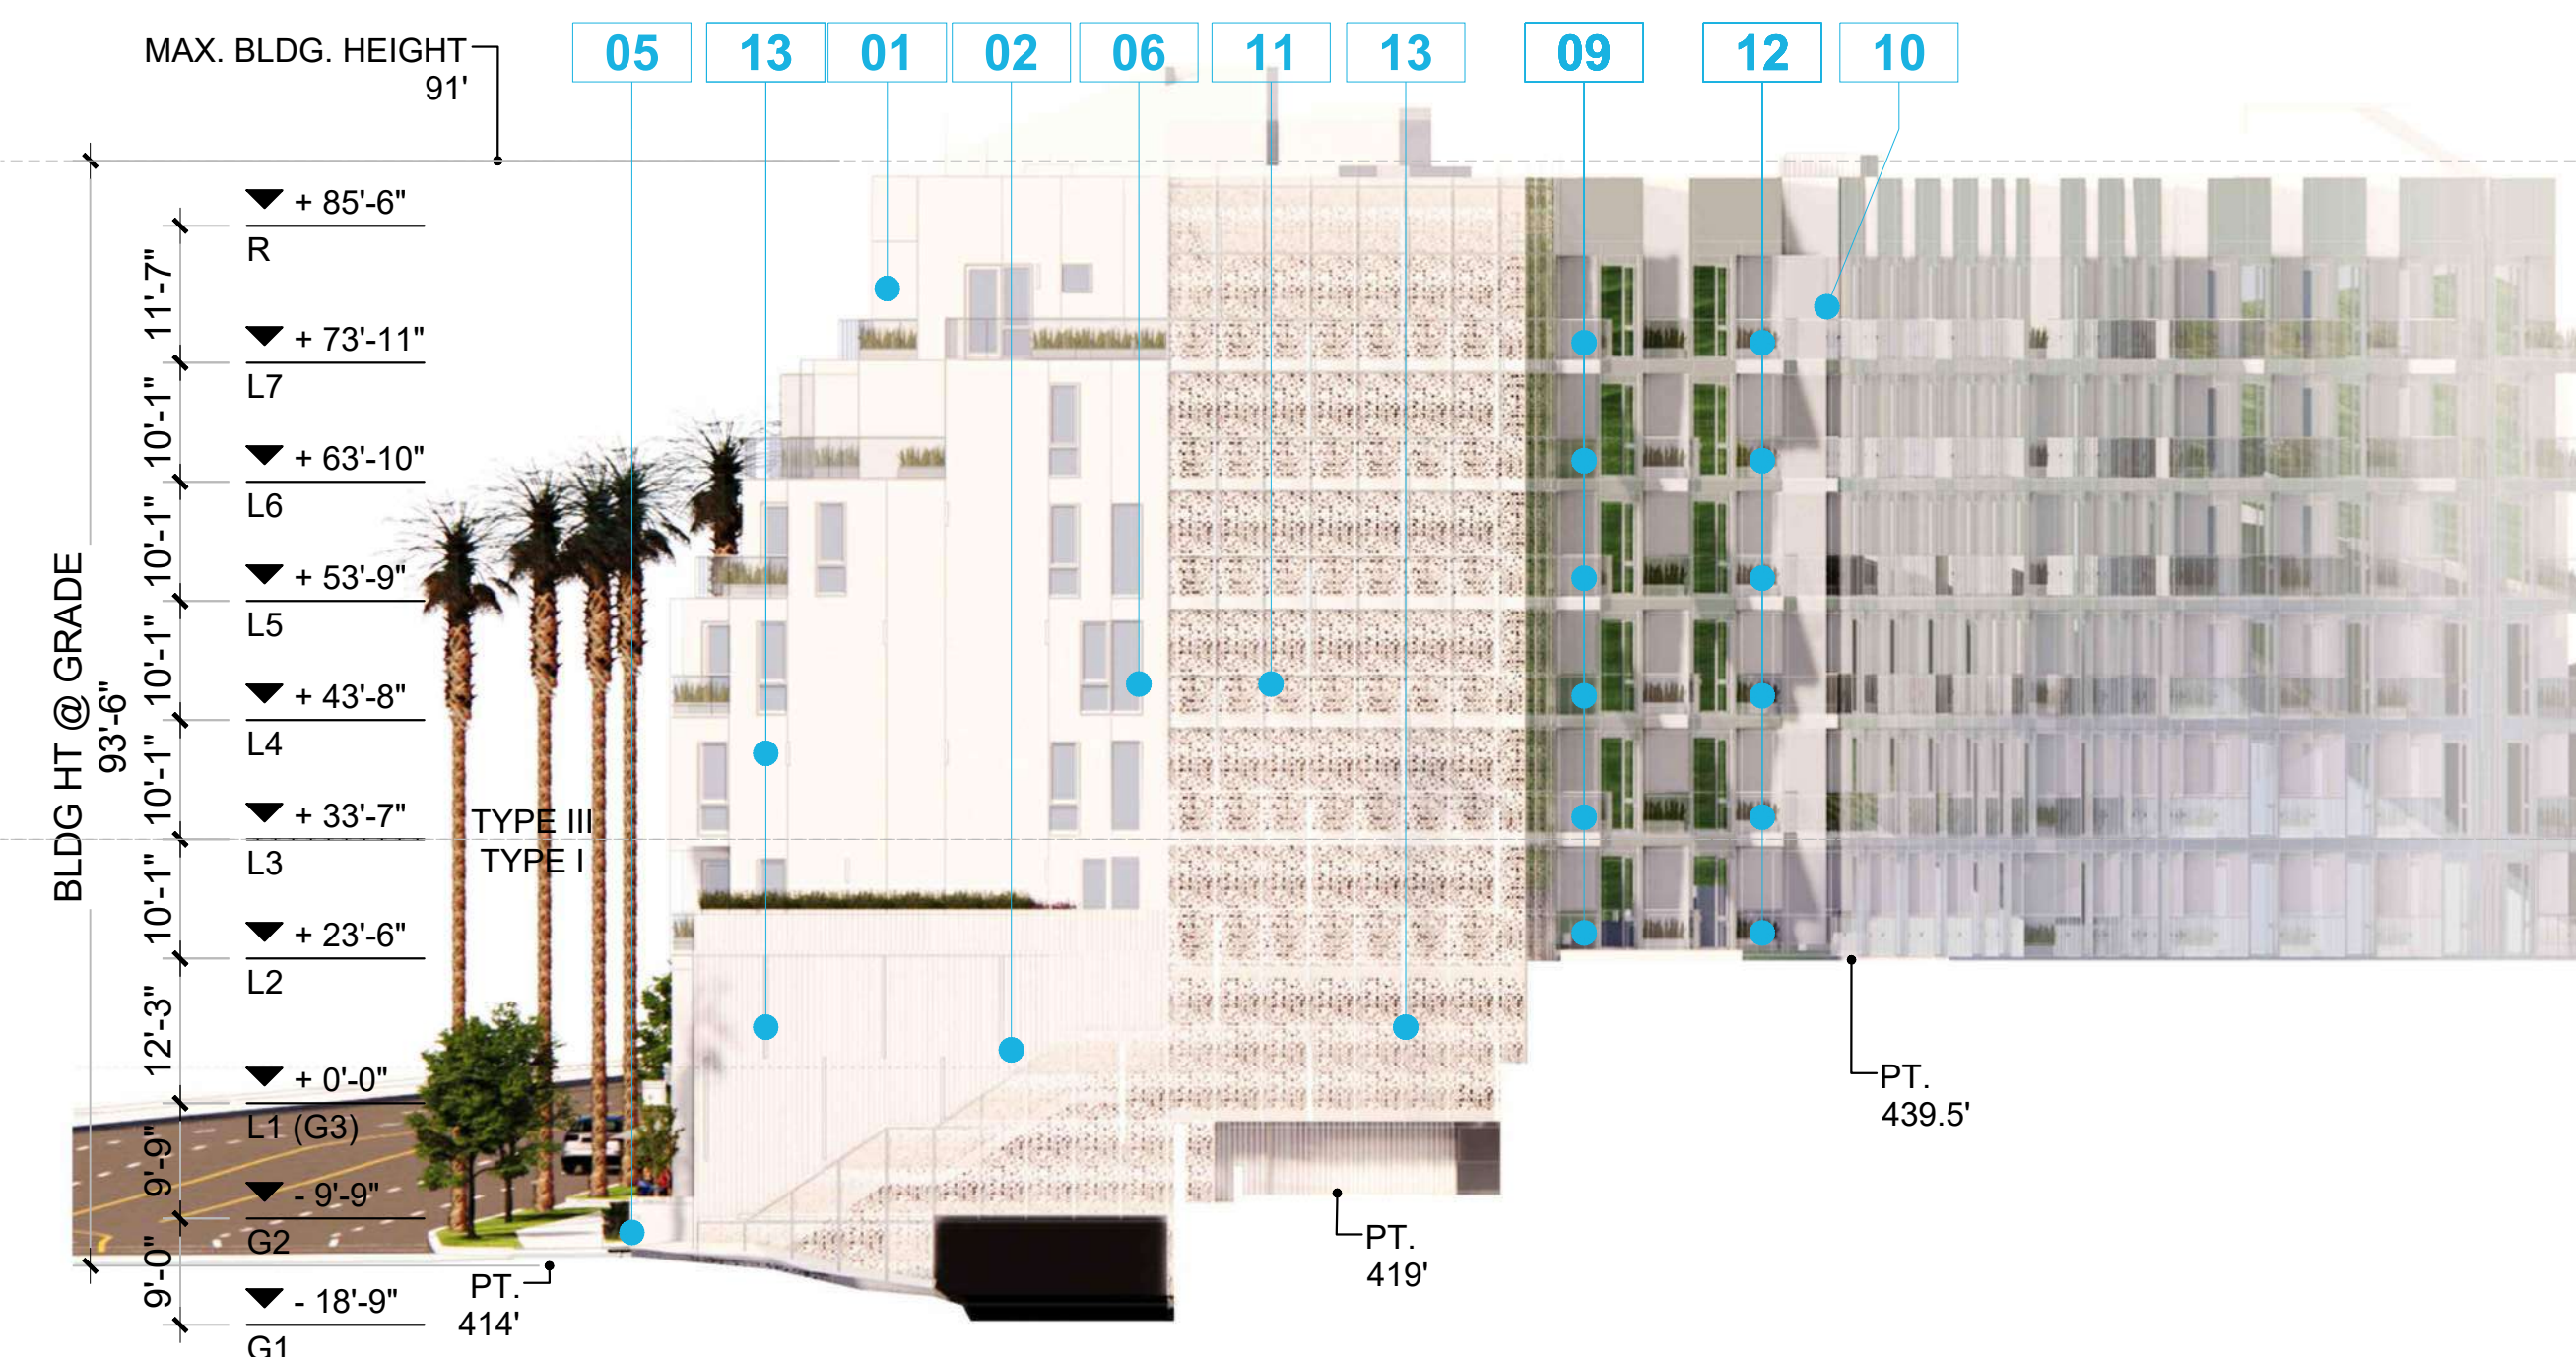 MAX. BLDG. HEIGHT
91'
05
13
01
02
06
11
13
09
12
10
+ 85'-6"
R
11'-7"
+ 73'-11"
L7
10'-1"
+ 63'-10"
L6
10'-1"
+ 53'-9"
L5
10'-1"
+ 43'-8"
L4
10'-1"
+ 33'-7"
L3
10'-1"
+ 23'-6"
L2
12'-3"
+ 0'-0"
L1 (G3)
9'-9"
- 9'-9"
G2
9'-0"
- 18'-9"
G1
BLDG HT @ GRADE
93'-6"
TYPE III
TYPE I
PT.
414'
PT.
419'
PT.
439.5'